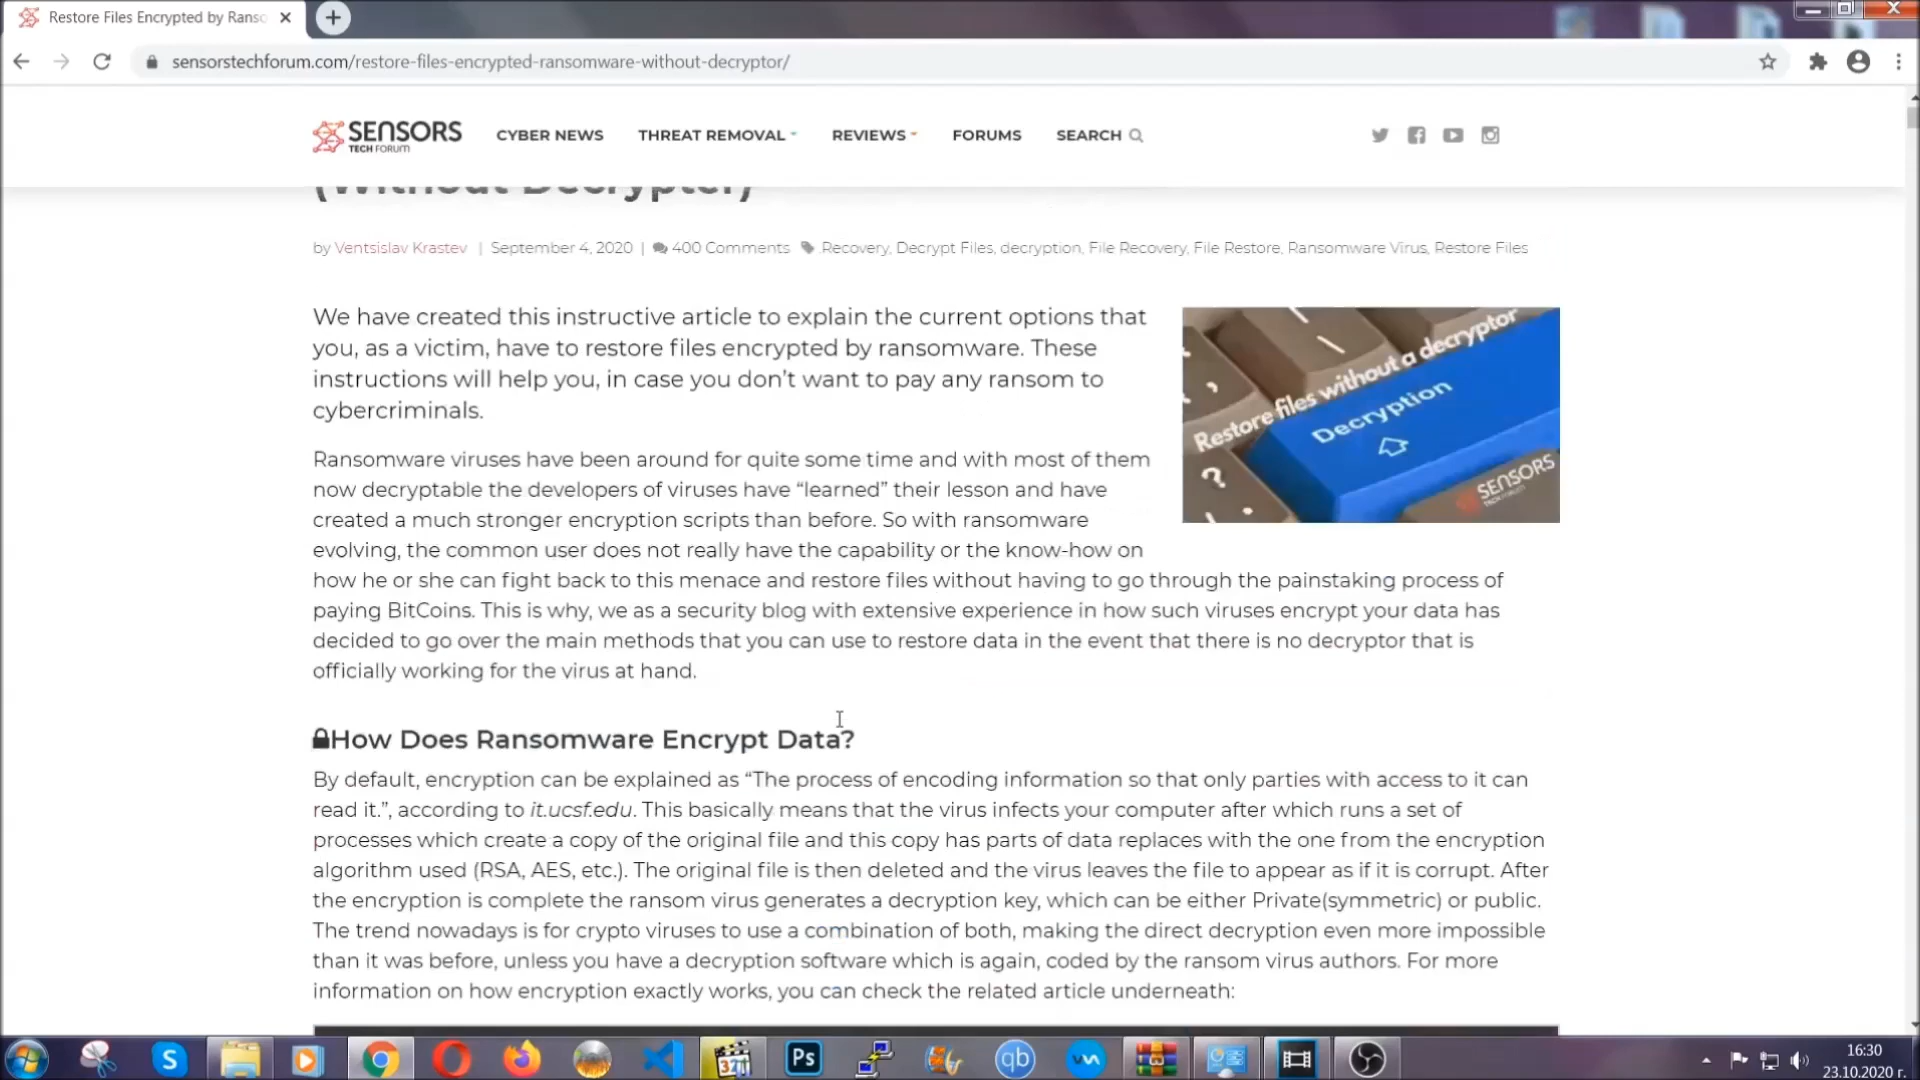 Restore Files Encrypted by Ranso
sensorstechforum.com/restore-files-encrypted-ransomware-without-decryptor/
SENSORS
TECH FORUM
CYBER NEWS THREAT REMOVAL REVIEWS FORUMS SEARCH
(Without Decrypter)
by Ventsislav Krastev | September 4, 2020 | 400 Comments Recovery, Decrypt Files, decryption, File Recovery, File Restore, Ransomware Virus, Restore Files
We have created this instructive article to explain the current options that
you, as a victim, have to restore files encrypted by ransomware. These
instructions will help you, in case you don't want to pay any ransom to
cybercriminals.
Restore files without a decryptor
Decryption
SENSORS
Ransomware viruses have been around for quite some time and with most of them
now decryptable the developers of viruses have “learned” their lesson and have
created a much stronger encryption scripts than before. So with ransomware
evolving, the common user does not really have the capability or the know-how on
how he or she can fight back to this menace and restore files without having to go through the painstaking process of
paying BitCoins. This is why, we as a security blog with extensive experience in how such viruses encrypt your data has
decided to go over the main methods that you can use to restore data in the event that there is no decryptor that is
officially working for the virus at hand.
How Does Ransomware Encrypt Data?
By default, encryption can be explained as “The process of encoding information so that only parties with access to it can
read it.”, according to it.ucsf.edu. This basically means that the virus infects your computer after which runs a set of
processes which create a copy of the original file and this copy has parts of data replaces with the one from the encryption
algorithm used (RSA, AES, etc.). The original file is then deleted and the virus leaves the file to appear as if it is corrupt. After
the encryption is complete the ransom virus generates a decryption key, which can be either Private(symmetric) or public.
The trend nowadays is for crypto viruses to use a combination of both, making the direct decryption even more impossible
than it was before, unless you have a decryption software which is again, coded by the ransom virus authors. For more
information on how encryption exactly works, you can check the related article underneath:
Ps
qb
16:30
23.10.2020 г.